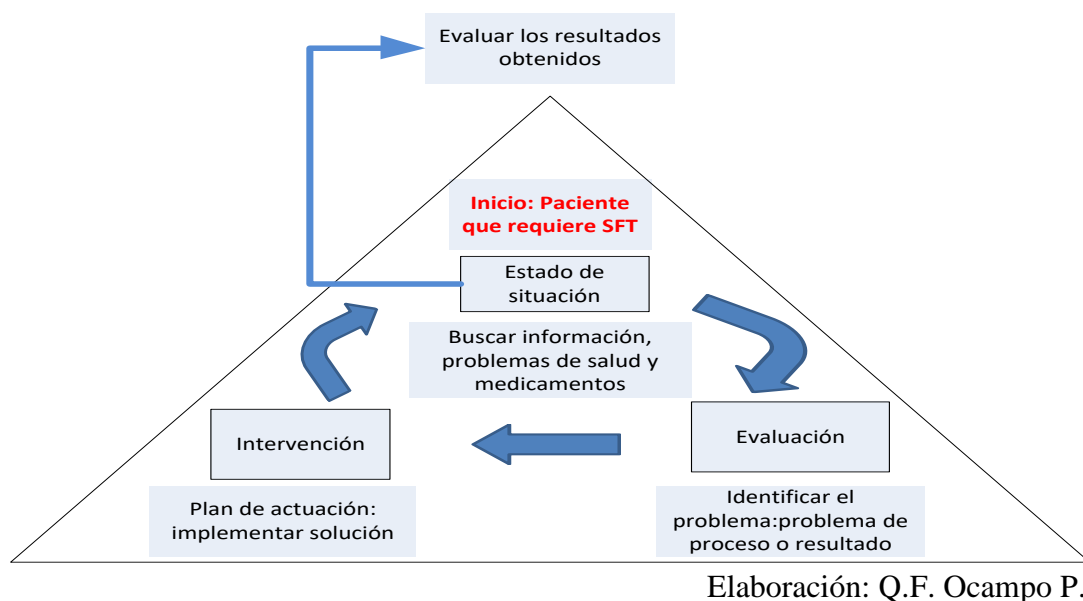 Evaluar los resultados
obtenidos
Inicio: Paciente
que requiere SFT
Estado de
situación
Buscar información,
problemas de salud y
medicamentos
Intervención
Evaluación
Plan de actuación:
implementar solución
Identificar el
problema:problema de
proceso o resultado
Elaboración: Q.F. Ocampo P.